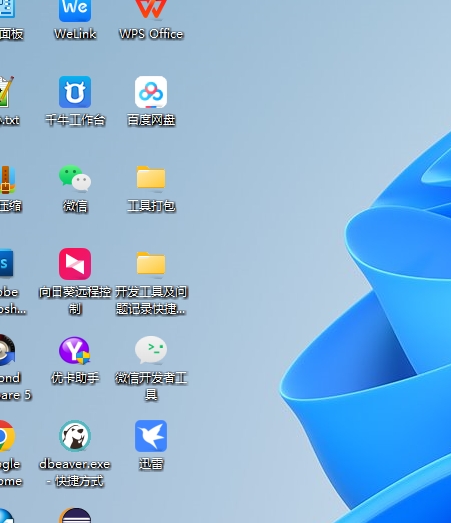 面板
WeLink
WPS Office
.txt
千牛工作台
百度网盘
压缩
微信
工具打包
obe
osh...
向日葵远程控
制
开发工具及问
题记录快捷...
ond
are 5
优卡助手
微信开发者工
具
gle
ome
dbeaver.exe
- 快捷方式
迅雷